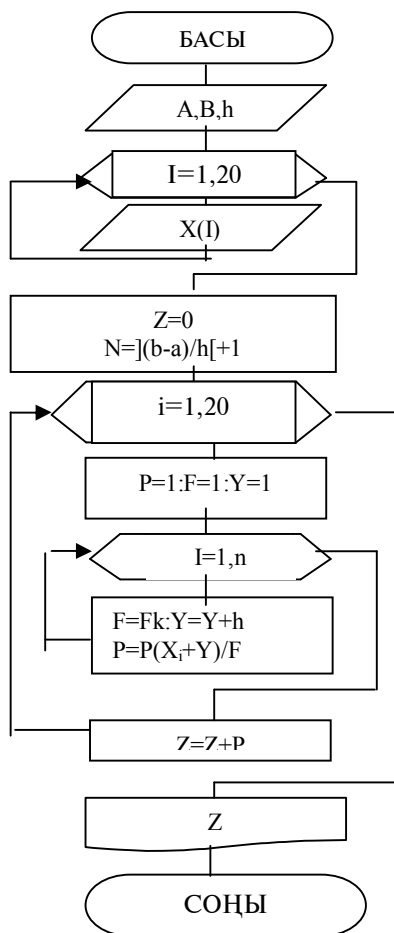 БАСЫ
A,B,h
I=1,20
X(I)
Z=0
N=](b-a)/h[+1
i=1,20
P=1:F=1:Y=1
I=1,n
F=Fk:Y=Y+h
P=P(Xᵢ+Y)/F
Z=Z+P
Z
СОҢЫ